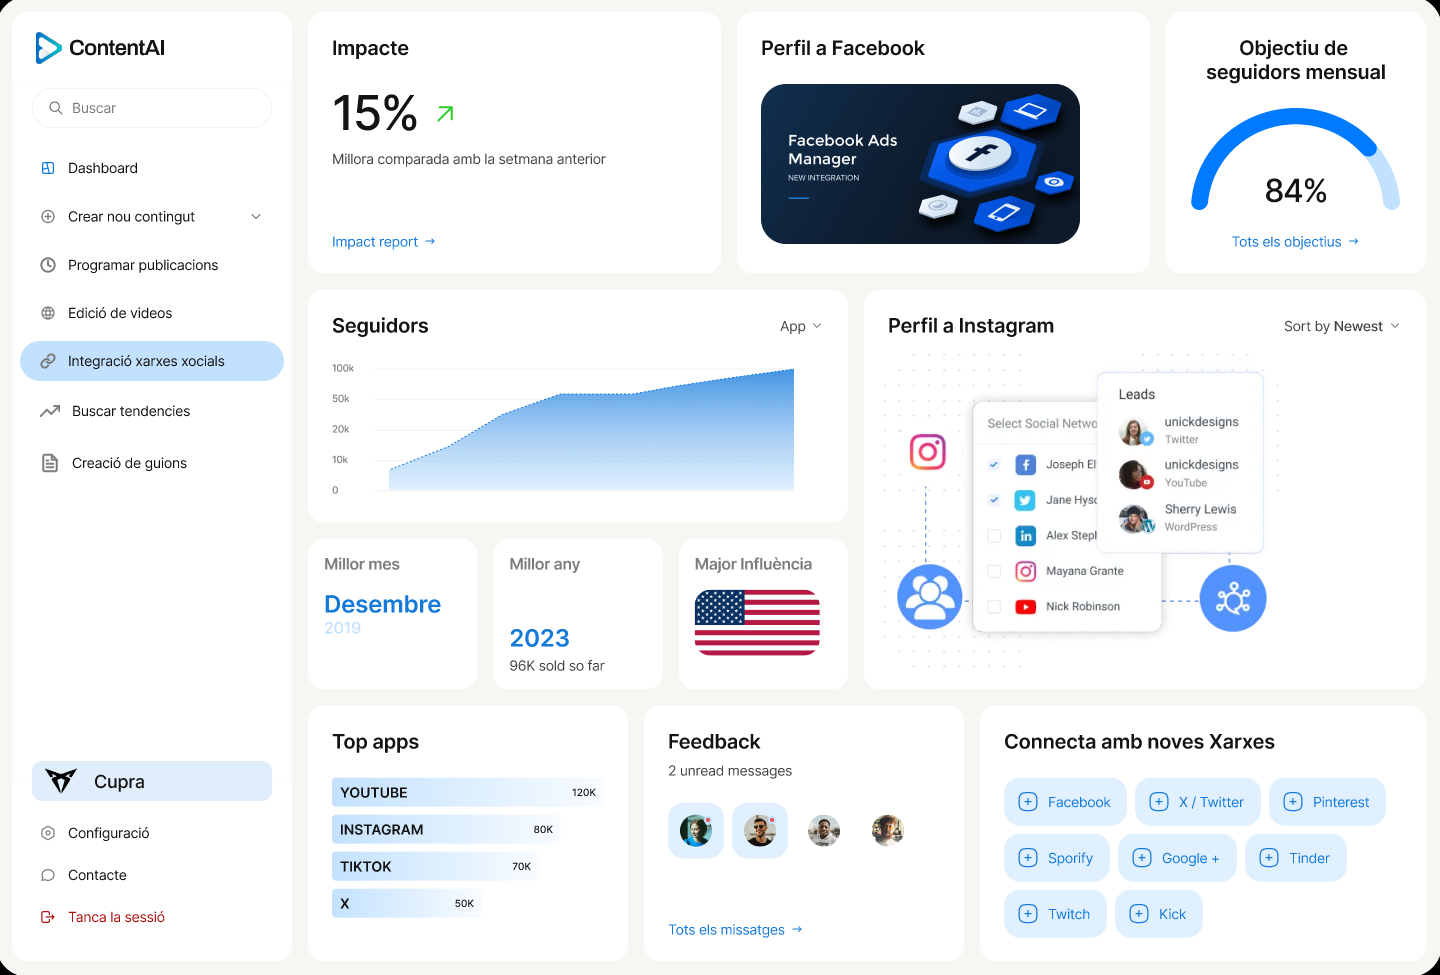 ContentAI
Buscar
Dashboard
Crear nou contingut
Programar publicacions
Edició de videos
Integració xarxes xocials
Buscar tendencies
Creació de guions
Cupra
Configuració
Contacte
Tanca la sessió
Impacte
15%
Millora comparada amb la setmana anterior
Impact report
Perfil a Facebook
Facebook Ads
Manager
NEW INTEGRATION
Objectiu de
seguidors mensual
84%
Tots els objectius
Seguidors
App
100k
50k
20k
10k
0
Perfil a Instagram
Sort by Newest
Select Social Netwo
Joseph El
Jane Hyso
Alex Steph
Mayana Grante
Nick Robinson
Leads
unickdesigns
Twitter
unickdesigns
YouTube
Sherry Lewis
WordPress
Millor mes
Desembre
2019
Millor any
2023
96K sold so far
Major Influència
Top apps
YOUTUBE 120K
INSTAGRAM 80K
TIKTOK 70K
X 50K
Feedback
2 unread messages
Tots els missatges
Connecta amb noves Xarxes
Facebook
X / Twitter
Pinterest
Sporify
Google +
Tinder
Twitch
Kick